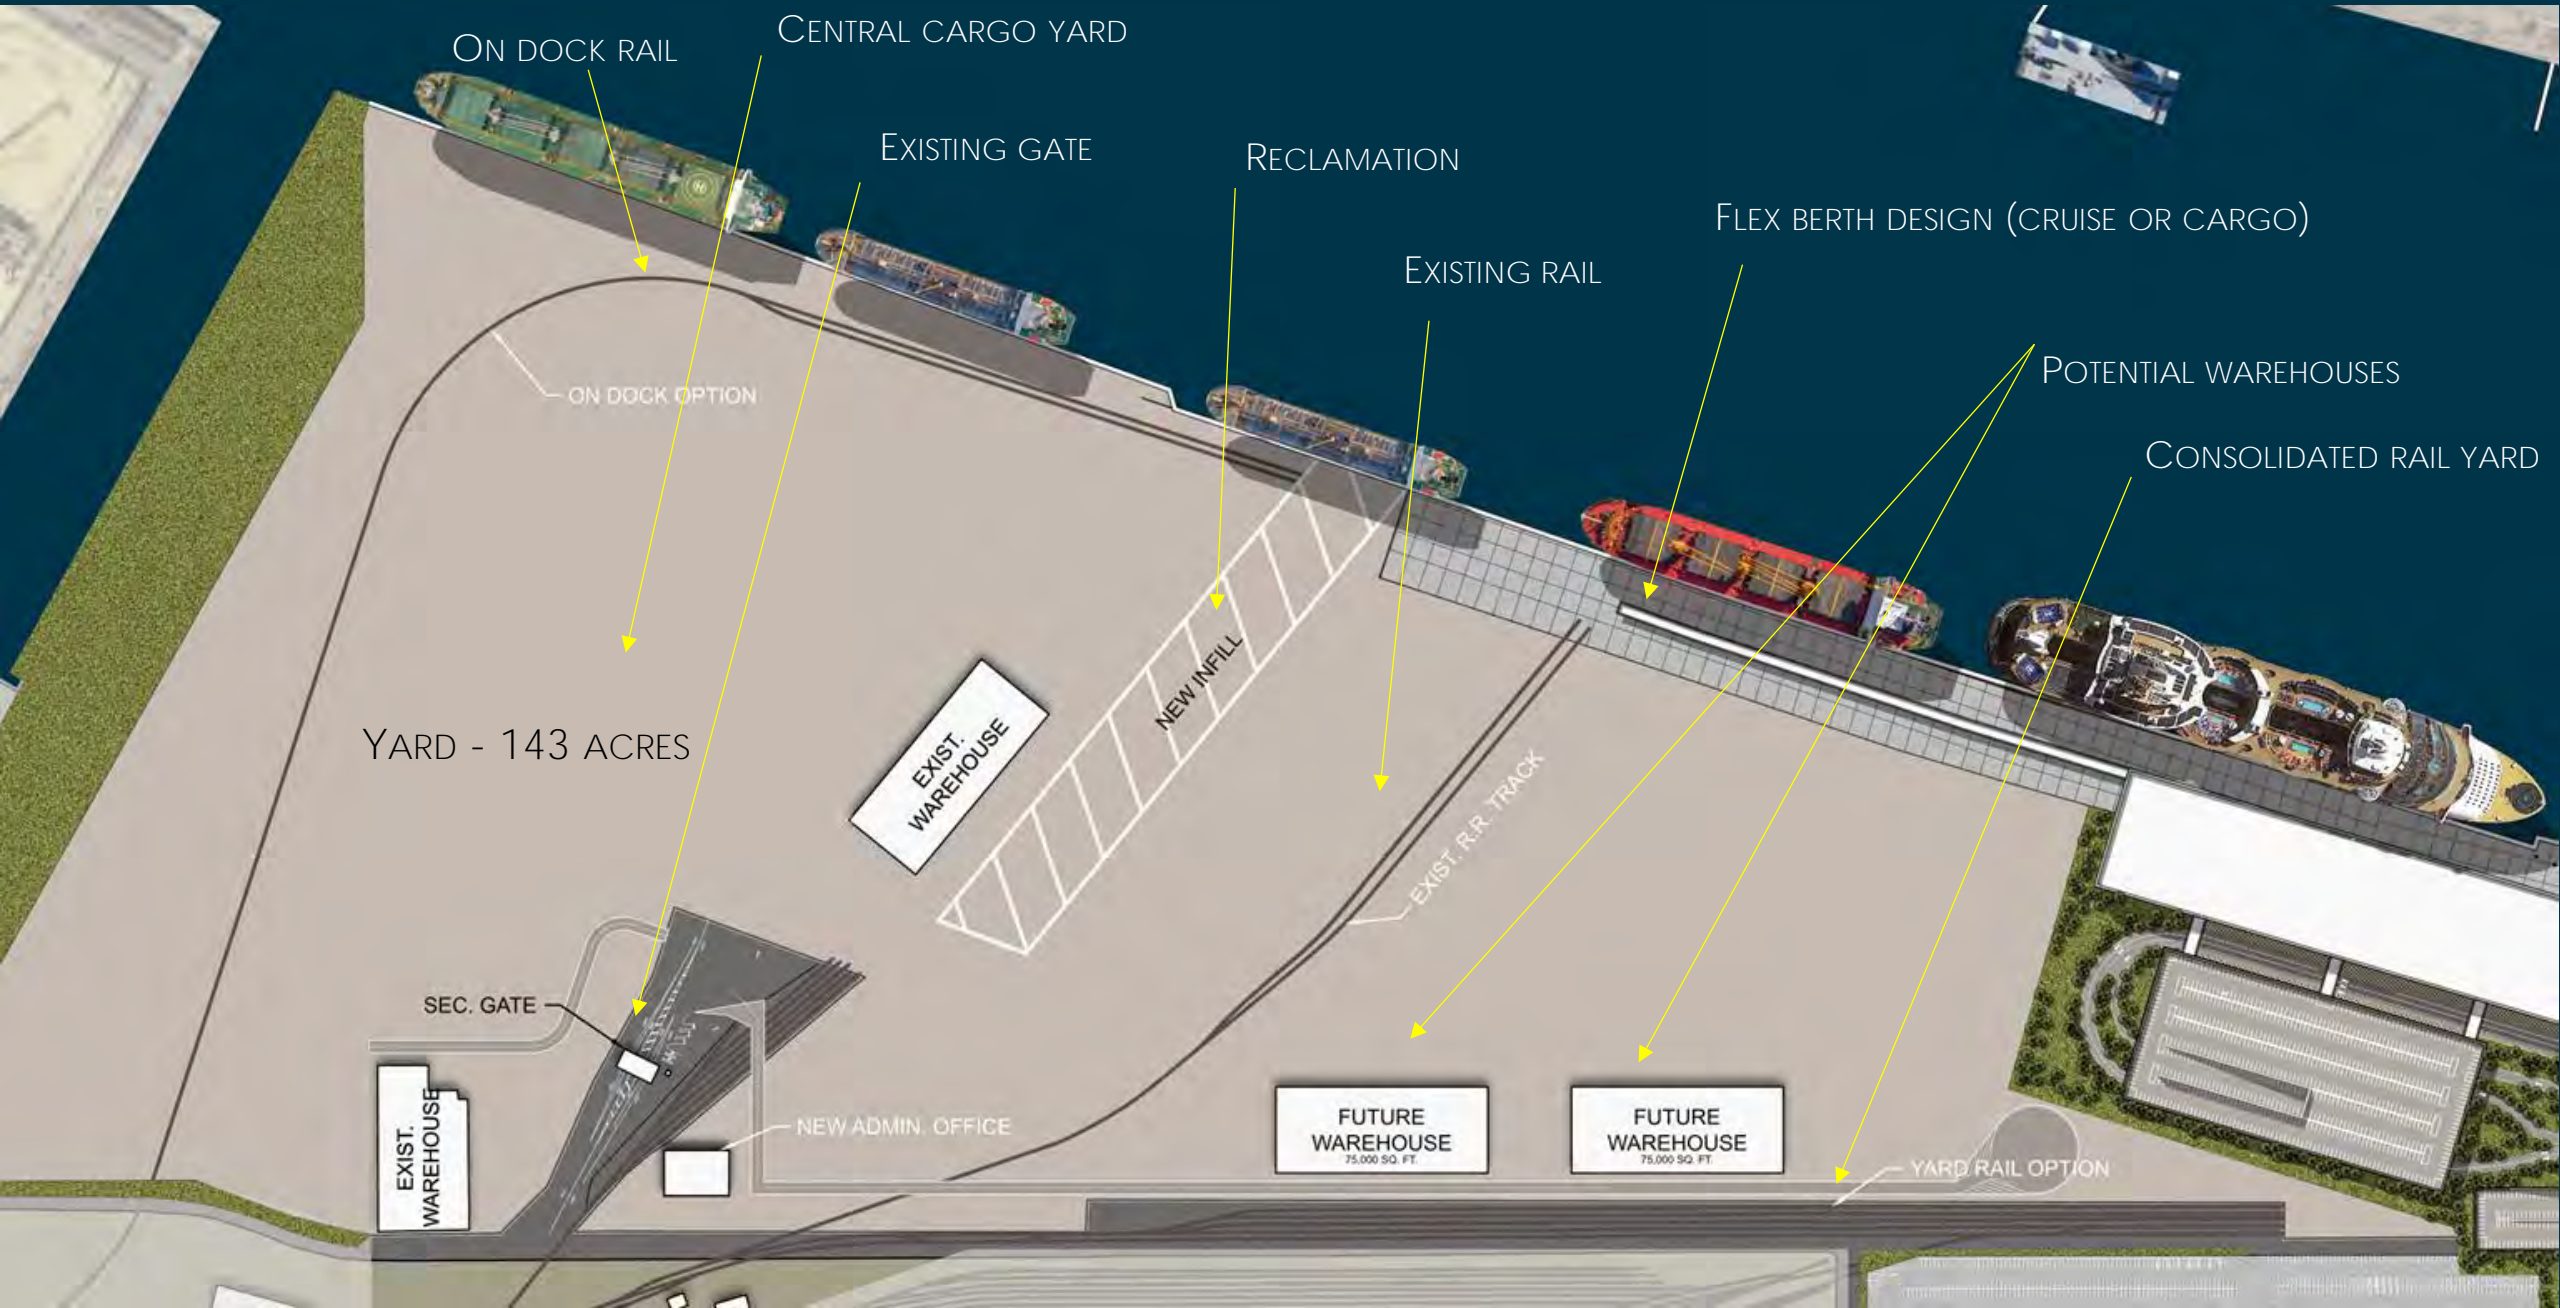 CENTRAL CARGO YARD
ON DOCK RAIL
EXISTING GATE
RECLAMATION
FLEX BERTH DESIGN (CRUISE OR CARGO)
EXISTING RAIL
POTENTIAL WAREHOUSES
ON DOCK OPTION
CONSOLIDATED RAIL YARD
NEW INFILL
YARD - 143 ACRES
EXIST.
WAREHOUSE
EXIST. R.R. TRACK
SEC. GATE
NEW ADMIN. OFFICE
EXIST.
WAREHOUSE
FUTURE
WAREHOUSE
75,000 SQ. FT.
FUTURE
WAREHOUSE
75,000 SQ. FT.
YARD RAIL OPTION